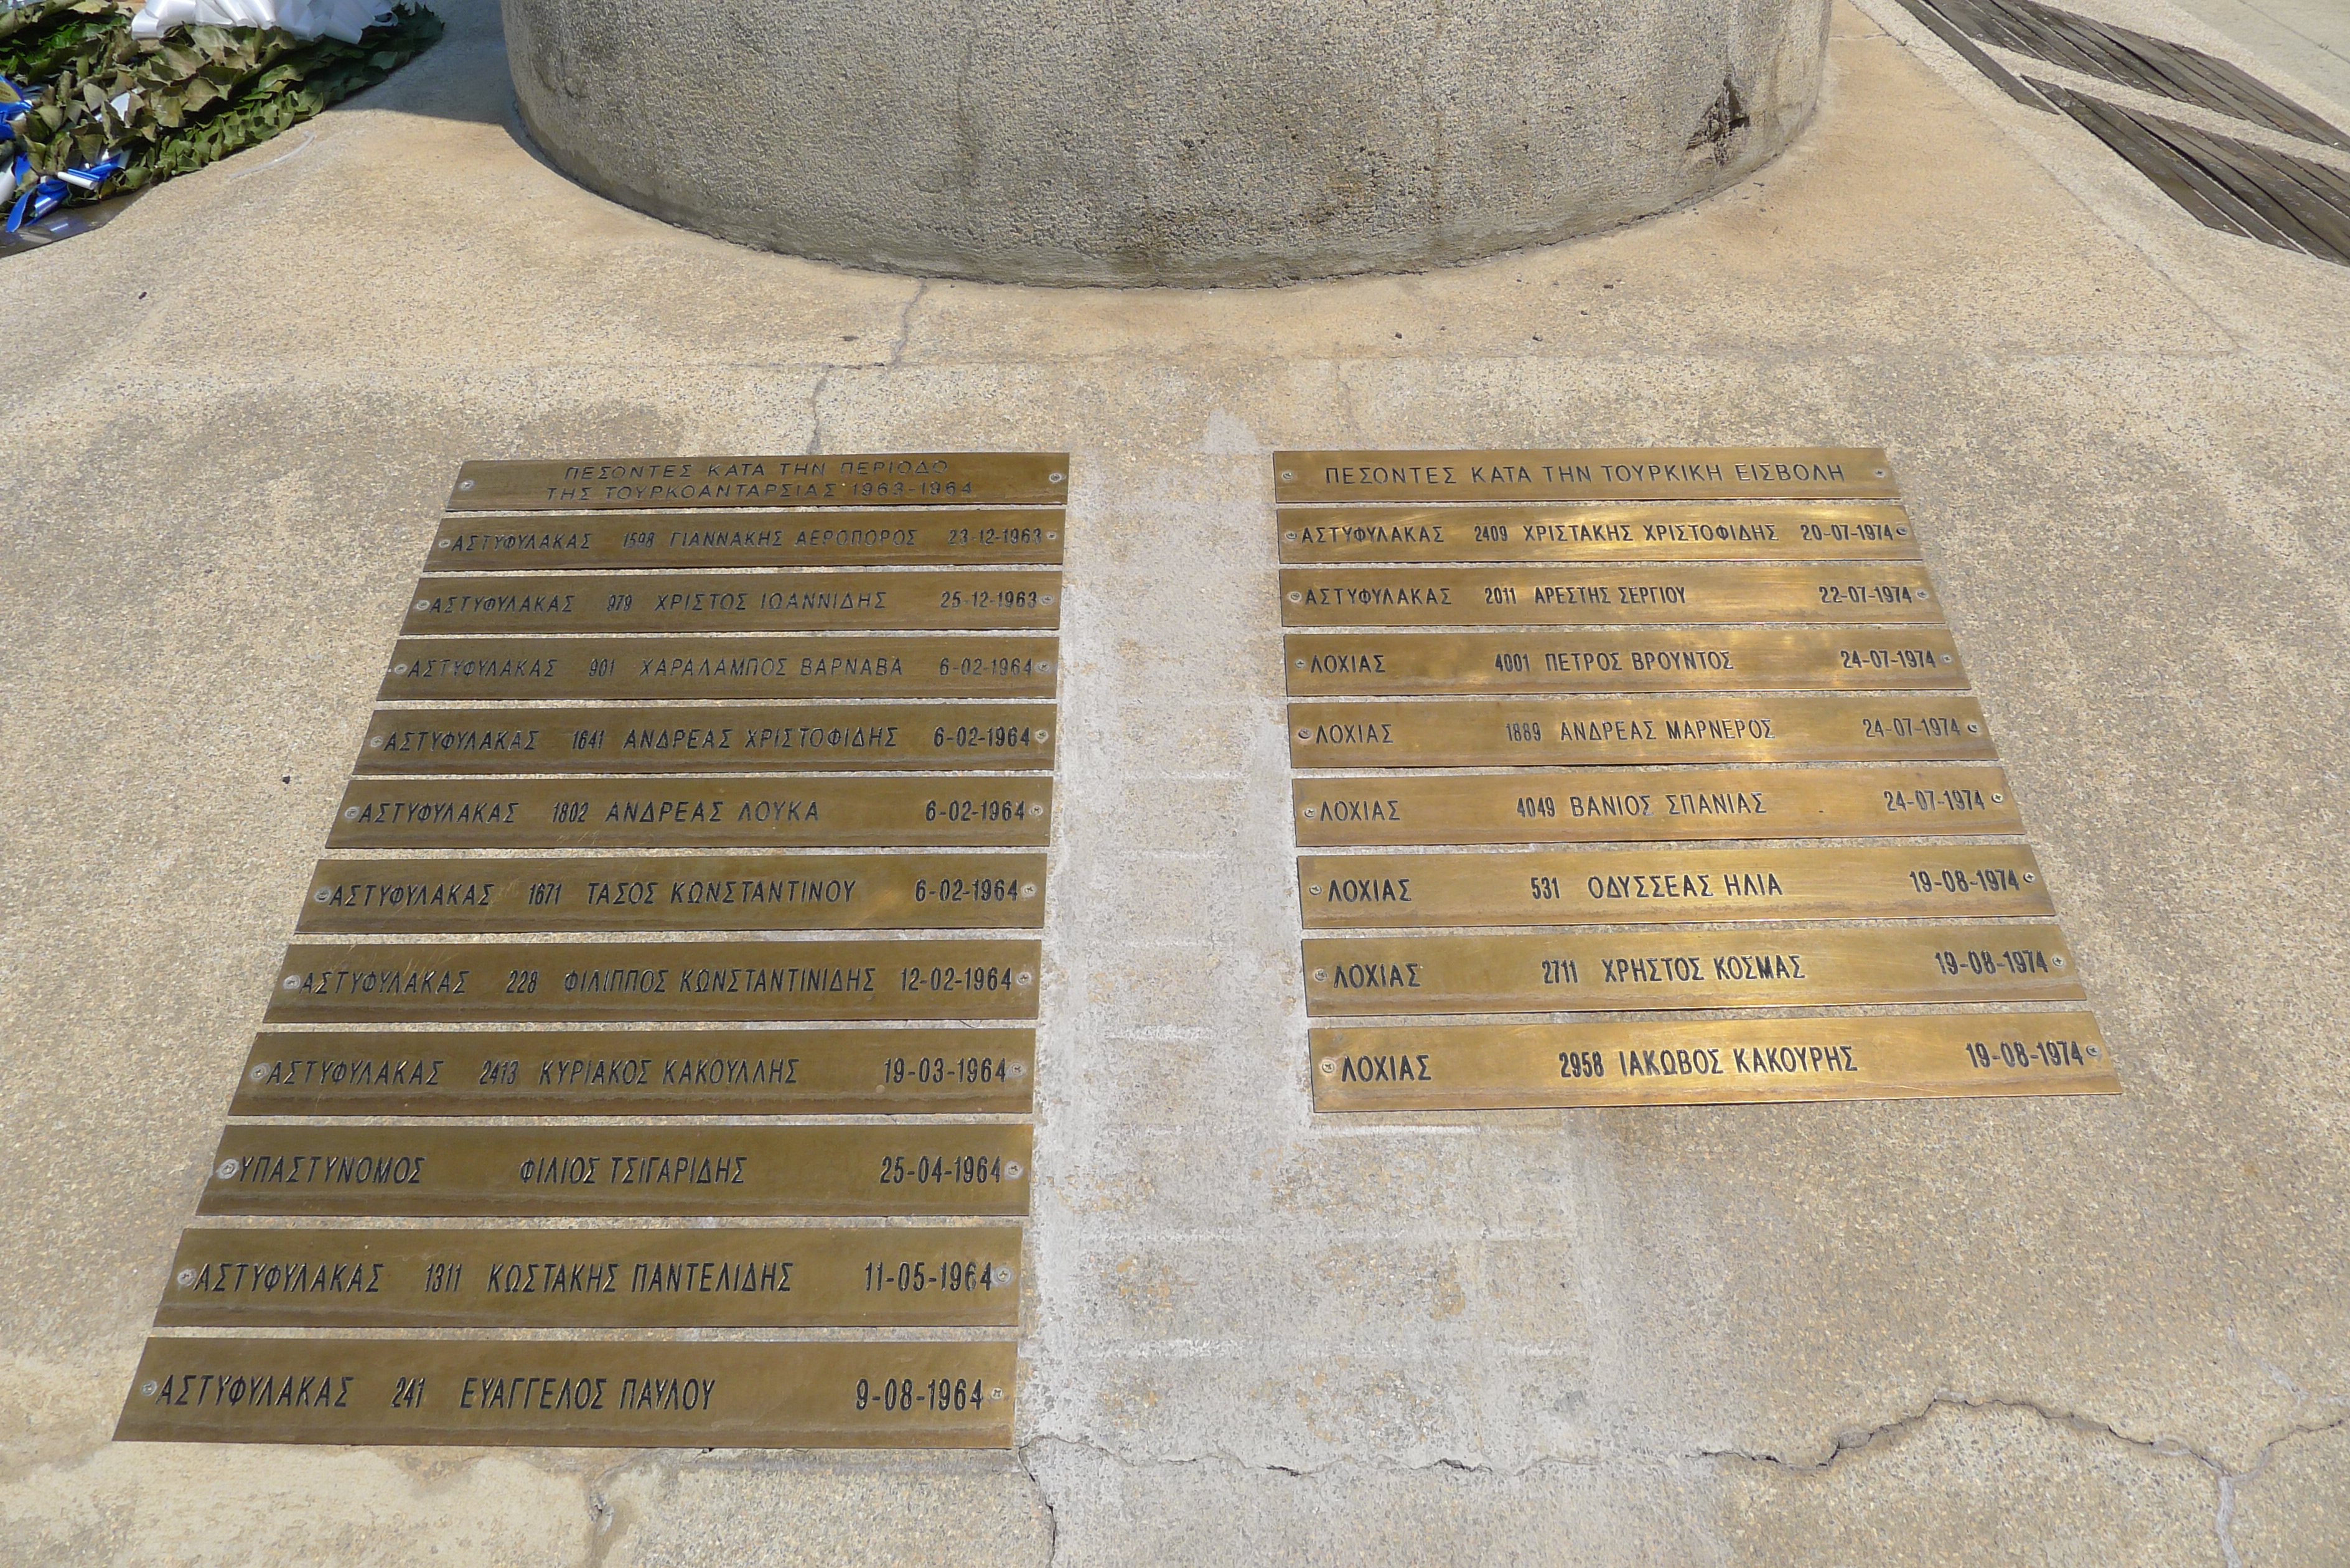 ΠΕΣΟΝΤΕΣ ΚΑΤΑ ΤΗΝ ΠΕΡΙΟΔΟ
ΤΗΣ ΤΟΥΡΚΟΑΝΤΑΡΣΙΑΣ 1963-1964
ΑΣΤΥΦΥΛΑΚΑΣ 1598 ΓΙΑΝΝΑΚΗΣ ΑΕΡΟΠΟΡΟΣ 23-12-1963
ΑΣΤΥΦΥΛΑΚΑΣ 979 ΧΡΙΣΤΟΣ ΙΩΑΝΝΙΔΗΣ 25-12-1963
ΑΣΤΥΦΥΛΑΚΑΣ 901 ΧΑΡΑΛΑΜΠΟΣ ΒΑΡΝΑΒΑ 6-02-1964
ΑΣΤΥΦΥΛΑΚΑΣ 1641 ΑΝΔΡΕΑΣ ΧΡΙΣΤΟΦΙΔΗΣ 6-02-1964
ΑΣΤΥΦΥΛΑΚΑΣ 1802 ΑΝΔΡΕΑΣ ΛΟΥΚΑ 6-02-1964
ΑΣΤΥΦΥΛΑΚΑΣ 1671 ΤΑΣΟΣ ΚΩΝΣΤΑΝΤΙΝΟΥ 6-02-1964
ΑΣΤΥΦΥΛΑΚΑΣ 228 ΦΙΛΙΠΠΟΣ ΚΩΝΣΤΑΝΤΙΝΙΔΗΣ 12-02-1964
ΑΣΤΥΦΥΛΑΚΑΣ 2413 ΚΥΡΙΑΚΟΣ ΚΑΚΟΥΛΛΗΣ 19-03-1964
ΥΠΑΣΤΥΝΟΜΟΣ ΦΙΛΙΟΣ ΤΣΙΓΑΡΙΔΗΣ 25-04-1964
ΑΣΤΥΦΥΛΑΚΑΣ 1311 ΚΩΣΤΑΚΗΣ ΠΑΝΤΕΛΙΔΗΣ 11-05-1964
ΑΣΤΥΦΥΛΑΚΑΣ 241 ΕΥΑΓΓΕΛΟΣ ΠΑΥΛΟΥ 9-08-1964
ΠΕΣΟΝΤΕΣ ΚΑΤΑ ΤΗΝ ΤΟΥΡΚΙΚΗ ΕΙΣΒΟΛΗ
ΑΣΤΥΦΥΛΑΚΑΣ 2409 ΧΡΙΣΤΑΚΗΣ ΧΡΙΣΤΟΦΙΔΗΣ 20-07-1974
ΑΣΤΥΦΥΛΑΚΑΣ 2011 ΑΡΕΣΤΗΣ ΣΕΡΓΙΟΥ 22-07-1974
ΛΟΧΙΑΣ 4001 ΠΕΤΡΟΣ ΒΡΟΥΝΤΟΣ 24-07-1974
ΛΟΧΙΑΣ 1889 ΑΝΔΡΕΑΣ ΜΑΡΝΕΡΟΣ 24-07-1974
ΛΟΧΙΑΣ 4049 ΒΑΝΙΟΣ ΣΠΑΝΙΑΣ 24-07-1974
ΛΟΧΙΑΣ 531 ΟΔΥΣΣΕΑΣ ΗΛΙΑ 19-08-1974
ΛΟΧΙΑΣ 2711 ΧΡΗΣΤΟΣ ΚΟΣΜΑΣ 19-08-1974
ΛΟΧΙΑΣ 2958 ΙΑΚΩΒΟΣ ΚΑΚΟΥΡΗΣ 19-08-1974